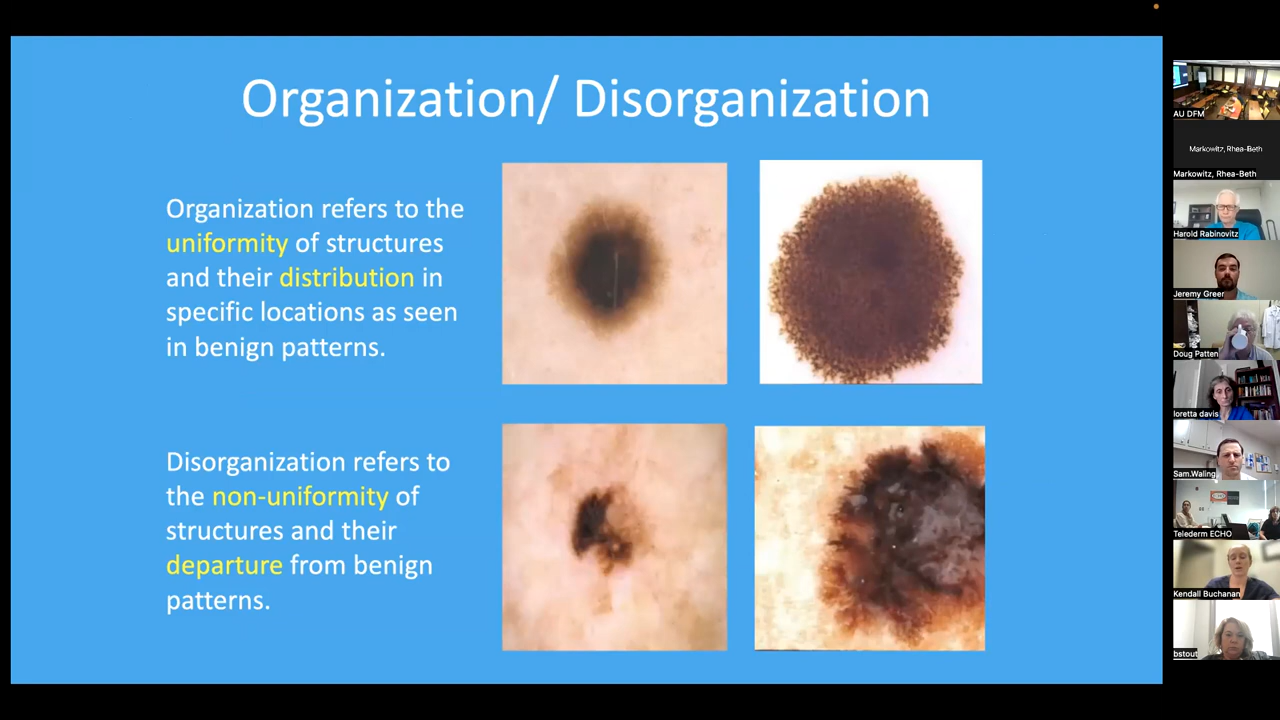 Organization/ Disorganization
Organization refers to the
uniformity of structures
and their distribution in
specific locations as seen
in benign patterns.
Disorganization refers to
the non-uniformity of
structures and their
departure from benign
patterns.
AU DFM
Markowitz, Rhea-Beth
Markowitz, Rhea-Beth
Harold Rabinovitz
Jeremy Greer
Doug Patten
loretta davis
Sam.Waling
Telederm ECHO
Kendall Buchanan
bstout